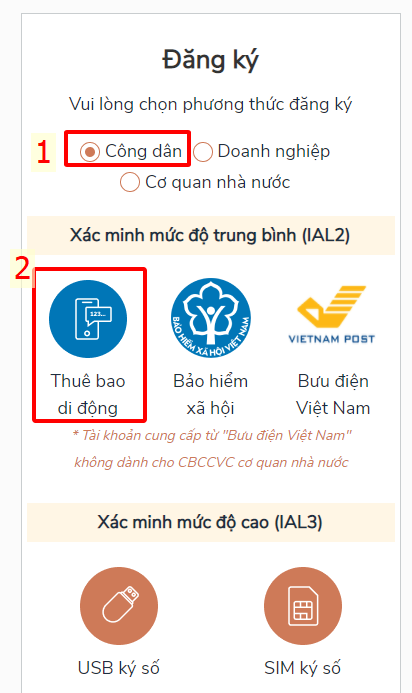 Đăng ký
Vui lòng chọn phương thức đăng ký
1
Công dân Doanh nghiệp
Cơ quan nhà nước
Xác minh mức độ trung bình (IAL2)
2
123...
BẢO HIỂM XÃ HỘI VIỆT NAM
VIETNAM POST
Thuê bao di động
Bảo hiểm xã hội
Bưu điện Việt Nam
* Tài khoản cung cấp từ "Bưu điện Việt Nam"
không dành cho CBCCVC cơ quan nhà nước
Xác minh mức độ cao (IAL3)
USB ký số SIM ký số